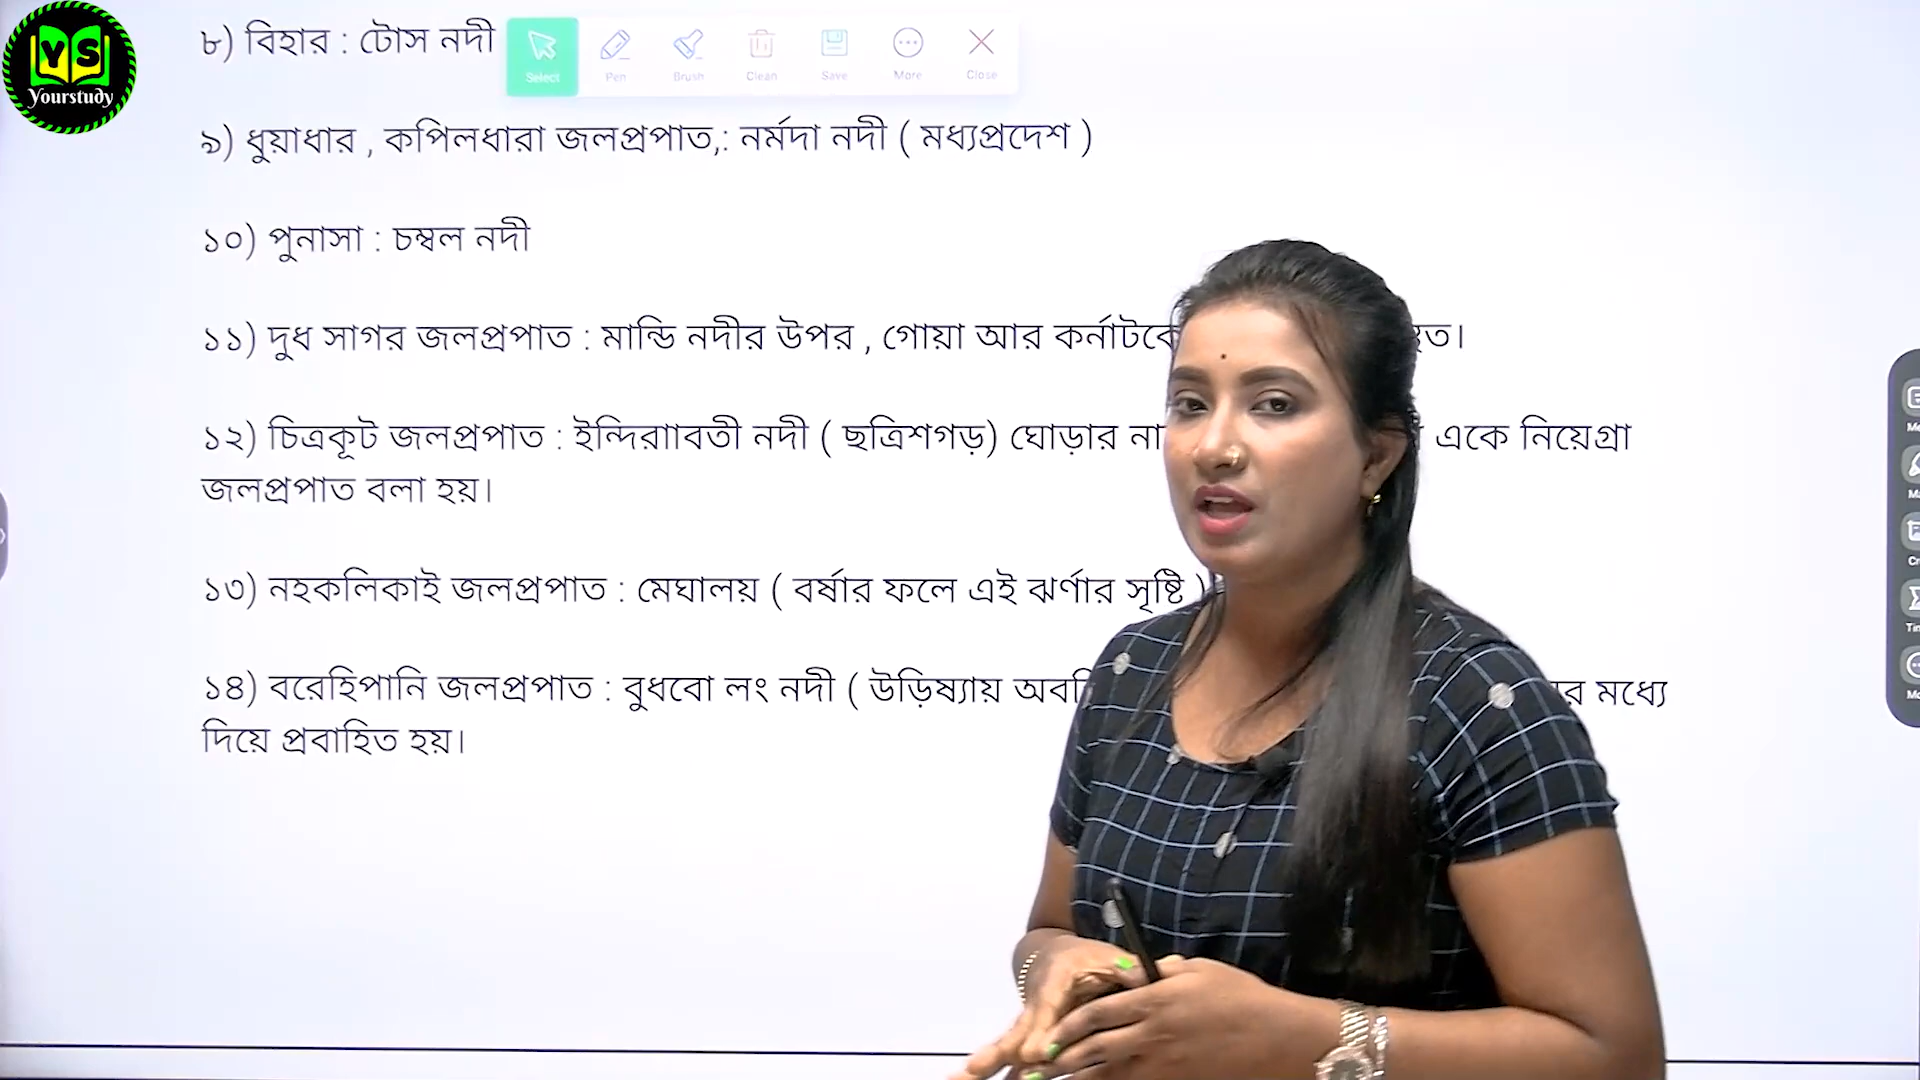 YS
Yourstudy
৮) বিহার : টোস নদী
Select
Pen
Brush
Clean
Save
More
Close
৯) ধুয়াধার , কপিলধারা জলপ্রপাত,: নর্মদা নদী ( মধ্যপ্রদেশ )
১০) পুনাসা : চম্বল নদী
১১) দুধ সাগর জলপ্রপাত : মান্ডি নদীর উপর , গোয়া আর
১২) চিত্রকূট জলপ্রপাত : ইন্দিরাাবতী নদী ( ছত্রিশগড়) ঘোড়ার একে নিয়েগ্রা
জলপ্রপাত বলা হয়।
১৩) নহকলিকাই জলপ্রপাত : মেঘালয় ( বর্ষার ফলে এই ঝর্ণার সৃষ্টি )
১৪) বরেহিপানি জলপ্রপাত : বুধবো লং নদী ( উড়িষ্যায় মধ্যে
দিয়ে প্রবাহিত হয়।